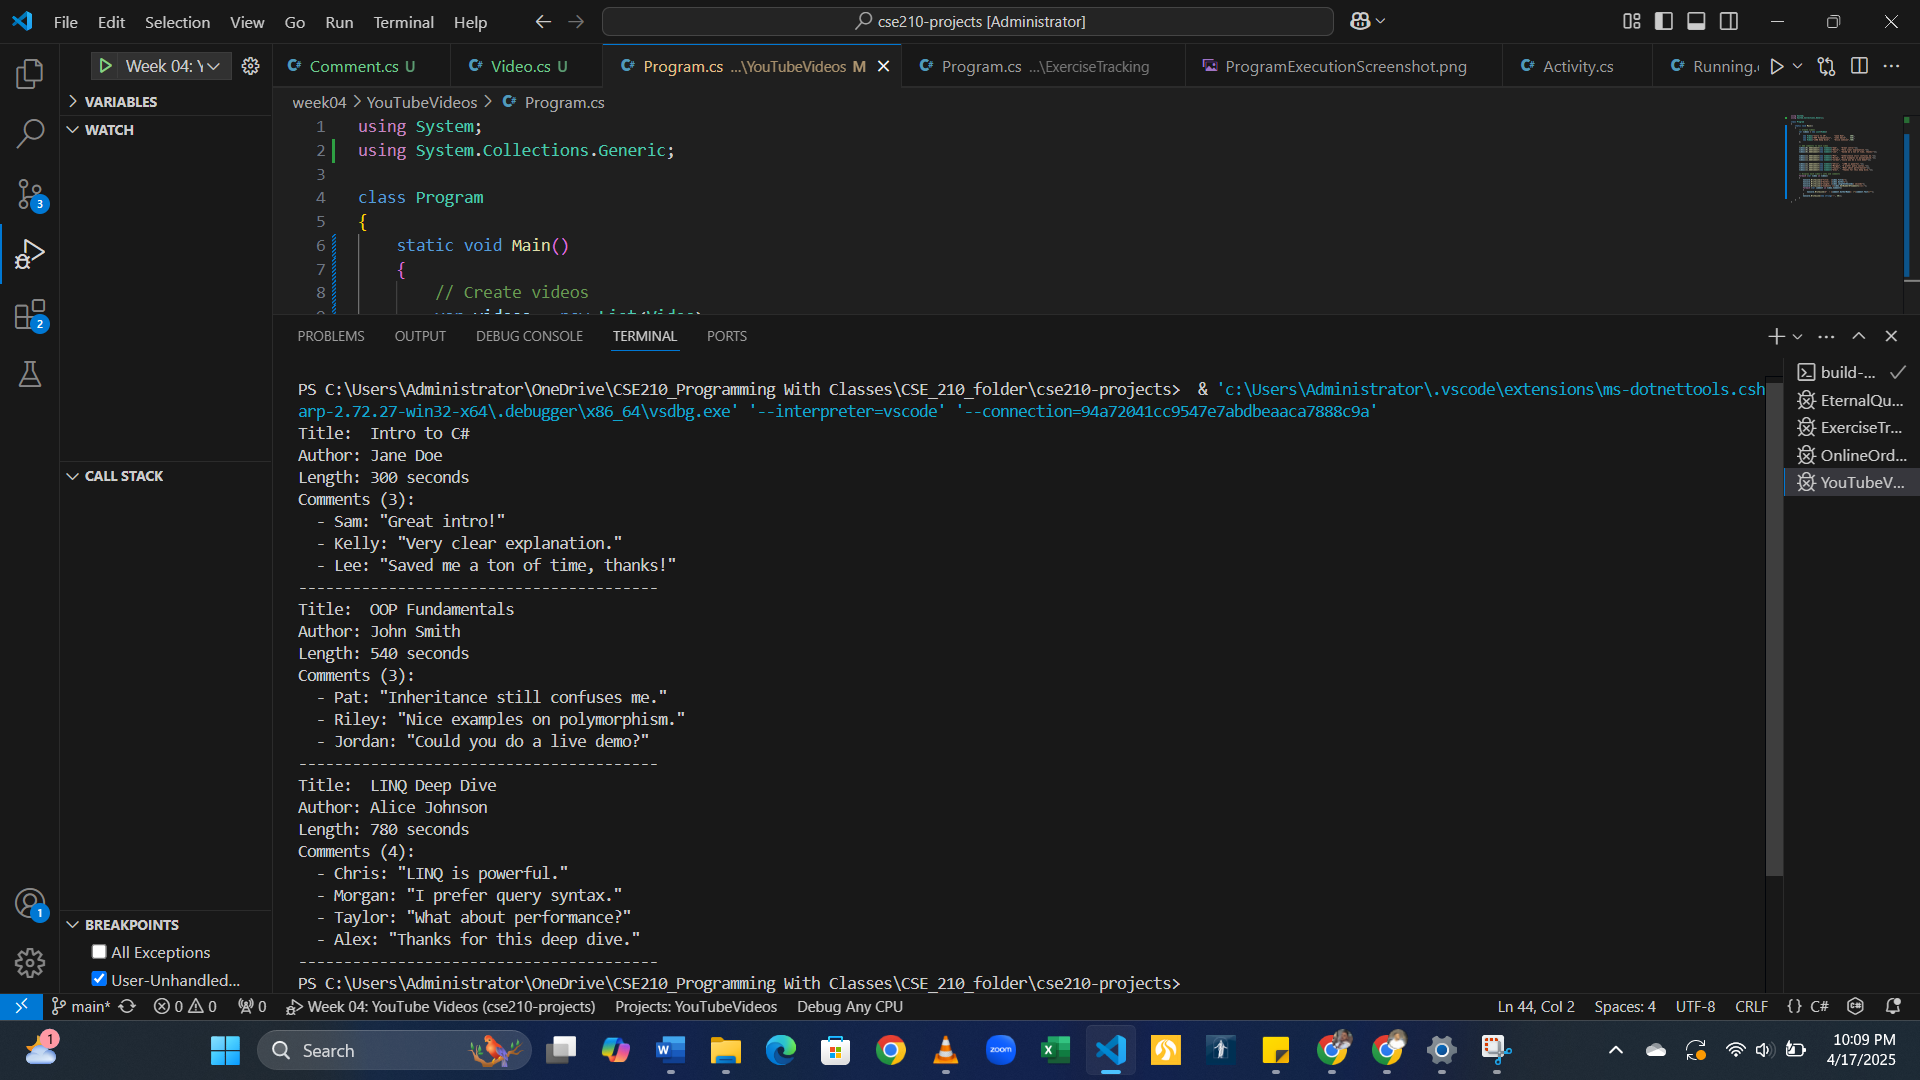 File Edit Selection View Go Run Terminal Help
cse210-projects [Administrator]
Week 04: Y
Comment.cs U
Video.cs U
Program.cs ...\YouTubeVideos M
Program.cs ...\ExerciseTracking
ProgramExecutionScreenshot.png
Activity.cs
Running.
VARIABLES
WATCH
CALL STACK
BREAKPOINTS
All Exceptions
User-Unhandled...
3
2
1
week04 > YouTubeVideos > Program.cs
1 using System;
2 using System.Collections.Generic;
3
4 class Program
5 {
6 static void Main()
7 {
8 // Create videos
PROBLEMS OUTPUT DEBUG CONSOLE TERMINAL PORTS
PS C:\Users\Administrator\OneDrive\CSE210_Programming With Classes\CSE_210_folder\cse210-projects> & 'c:\Users\Administrator\.vscode\extensions\ms-dotnettools.csh
arp-2.72.27-win32-x64\.debugger\x86_64\vsdbg.exe' '--interpreter=vscode' '--connection=94a72041cc9547e7abdbeaaca7888c9a'
Title:  Intro to C#
Author: Jane Doe
Length: 300 seconds
Comments (3):
  - Sam: "Great intro!"
  - Kelly: "Very clear explanation."
  - Lee: "Saved me a ton of time, thanks!"
----------------------------------------
Title:  OOP Fundamentals
Author: John Smith
Length: 540 seconds
Comments (3):
  - Pat: "Inheritance still confuses me."
  - Riley: "Nice examples on polymorphism."
  - Jordan: "Could you do a live demo?"
----------------------------------------
Title:  LINQ Deep Dive
Author: Alice Johnson
Length: 780 seconds
Comments (4):
  - Chris: "LINQ is powerful."
  - Morgan: "I prefer query syntax."
  - Taylor: "What about performance?"
  - Alex: "Thanks for this deep dive."
----------------------------------------
PS C:\Users\Administrator\OneDrive\CSE210_Programming With Classes\CSE_210_folder\cse210-projects>
build-...
EternalQu...
ExerciseTr...
OnlineOrd...
YouTubeV...
main* 0 0 0 Week 04: YouTube Videos (cse210-projects) Projects: YouTubeVideos Debug Any CPU
Ln 44, Col 2 Spaces: 4 UTF-8 CRLF {} C#
1
Search
zoom
10:09 PM
4/17/2025